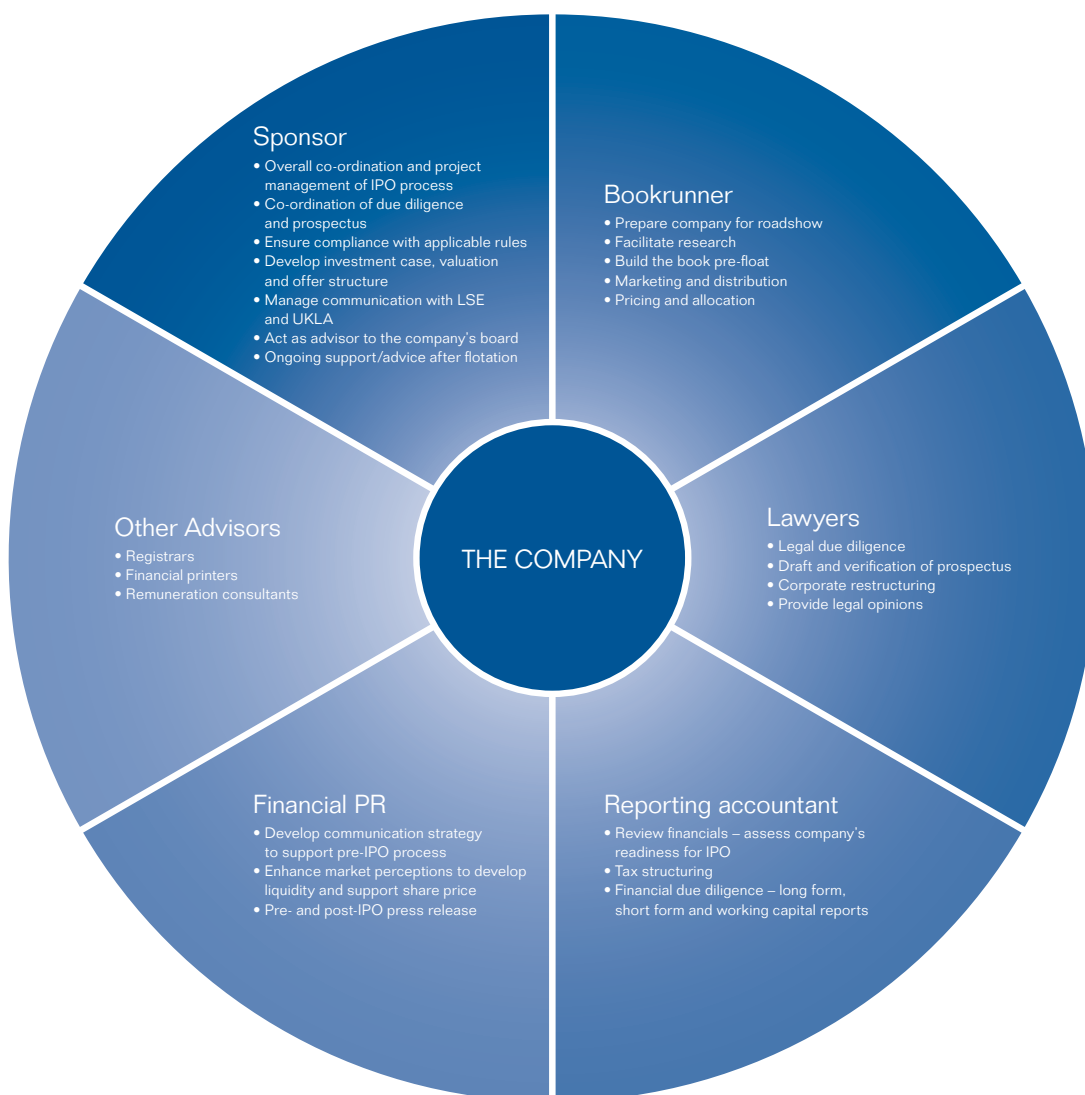 Sponsor
• Overall co-ordination and project
management of IPO process
• Co-ordination of due diligence
and prospectus
• Ensure compliance with applicable rules
• Develop investment case, valuation
and offer structure
• Manage communication with LSE
and UKLA
• Act as advisor to the company's board
• Ongoing support/advice after flotation
Bookrunner
• Prepare company for roadshow
• Facilitate research
• Build the book pre-float
• Marketing and distribution
• Pricing and allocation
Other Advisors
• Registrars
• Financial printers
• Remuneration consultants
THE COMPANY
Lawyers
• Legal due diligence
• Draft and verification of prospectus
• Corporate restructuring
• Provide legal opinions
Financial PR
• Develop communication strategy
to support pre-IPO process
• Enhance market perceptions to develop
liquidity and support share price
• Pre- and post-IPO press release
Reporting accountant
• Review financials – assess company's
readiness for IPO
• Tax structuring
• Financial due diligence – long form,
short form and working capital reports